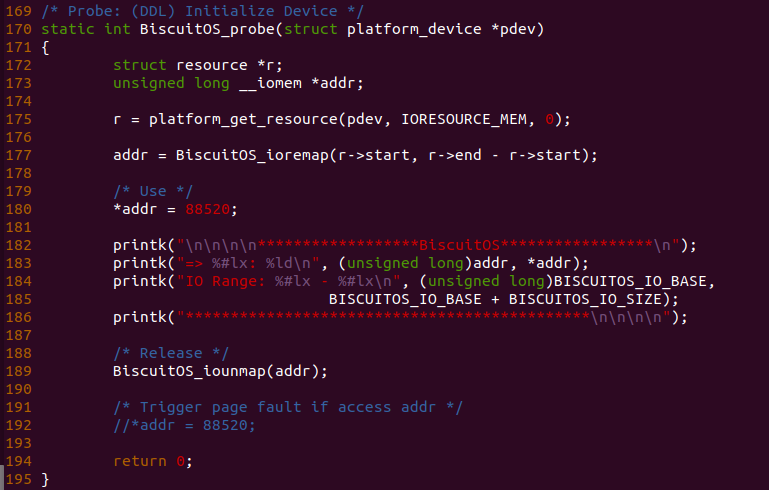 169 /* Probe: (DDL) Initialize Device */
170 static int BiscuitOS_probe(struct platform_device *pdev)
171 {
172         struct resource *r;
173         unsigned long __iomem *addr;
174
175         r = platform_get_resource(pdev, IORESOURCE_MEM, 0);
176
177         addr = BiscuitOS_ioremap(r->start, r->end - r->start);
178
179         /* Use */
180         *addr = 88520;
181
182         printk("\n\n\n\n******************BiscuitOS*****************\n");
183         printk("=> %#lx: %ld\n", (unsigned long)addr, *addr);
184         printk("IO Range: %#lx - %#lx\n", (unsigned long)BISCUITOS_IO_BASE,
185                                 BISCUITOS_IO_BASE + BISCUITOS_IO_SIZE);
186         printk("*********************************************\n\n\n\n");
187
188         /* Release */
189         BiscuitOS_iounmap(addr);
190
191         /* Trigger page fault if access addr */
192         //*addr = 88520;
193
194         return 0;
195 }